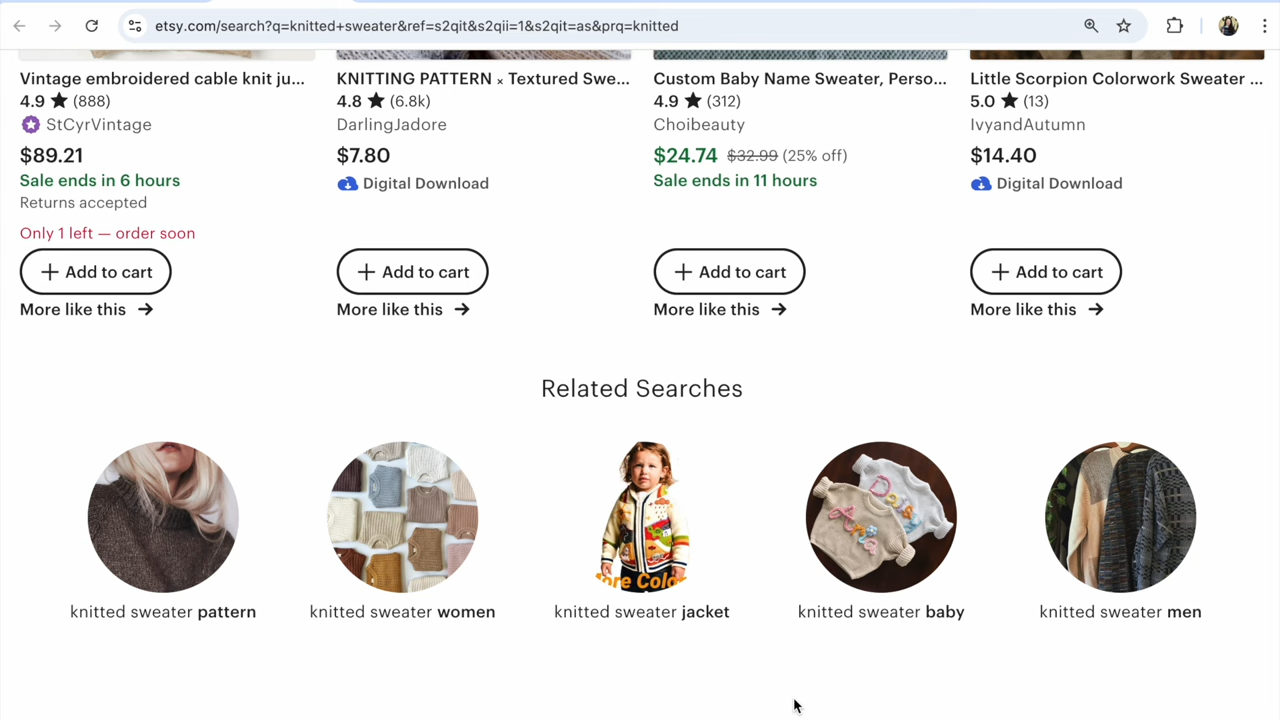 etsy.com/search?q=knitted+sweater&ref=s2qit&s2qii=1&s2qit=as&prq=knitted
Vintage embroidered cable knit ju...
4.9 ★ (888)
StCyrVintage
$89.21
Sale ends in 6 hours
Returns accepted
Only 1 left — order soon
+ Add to cart
More like this →
KNITTING PATTERN × Textured Swe...
4.8 ★ (6.8k)
DarlingJadore
$7.80
Digital Download
+ Add to cart
More like this →
Custom Baby Name Sweater, Perso...
4.9 ★ (312)
Choibeauty
$24.74 $32.99 (25% off)
Sale ends in 11 hours
+ Add to cart
More like this →
Little Scorpion Colorwork Sweater ...
5.0 ★ (13)
IvyandAutumn
$14.40
Digital Download
+ Add to cart
More like this →
Related Searches
knitted sweater pattern
knitted sweater women
knitted sweater jacket
knitted sweater baby
knitted sweater men